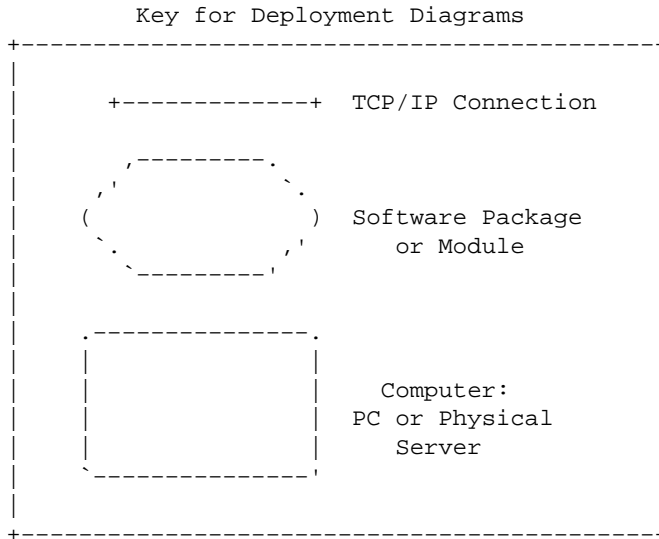 Key for Deployment Diagrams
TCP/IP Connection
Software Package
or Module
Computer:
PC or Physical
Server